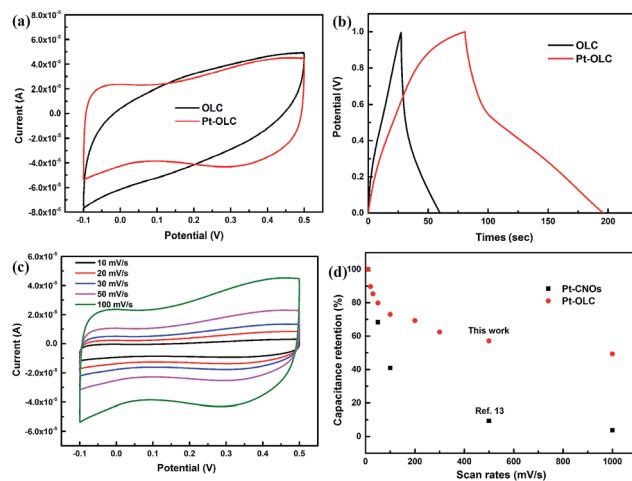 (a)
8.0x10⁻⁵
6.0x10⁻⁵
4.0x10⁻⁵
2.0x10⁻⁵
0.0
-2.0x10⁻⁵
-4.0x10⁻⁵
-6.0x10⁻⁵
-8.0x10⁻⁵
Current (A)
OLC
Pt-OLC
-0.1 0.0 0.1 0.2 0.3 0.4 0.5
Potential (V)
(b)
1.0
0.8
0.6
0.4
0.2
0.0
Potential (V)
OLC
Pt-OLC
0 50 100 150 200
Times (sec)
(c)
6.0x10⁻⁵
4.0x10⁻⁵
2.0x10⁻⁵
0.0
-2.0x10⁻⁵
-4.0x10⁻⁵
-6.0x10⁻⁵
Current (A)
10 mV/s
20 mV/s
30 mV/s
50 mV/s
100 mV/s
-0.1 0.0 0.1 0.2 0.3 0.4 0.5
Potential (V)
(d)
100
80
60
40
20
0
Capacitance retention (%)
Pt-CNOs
Pt-OLC
This work
Ref. 13
0 200 400 600 800 1000
Scan rates (mV/s)